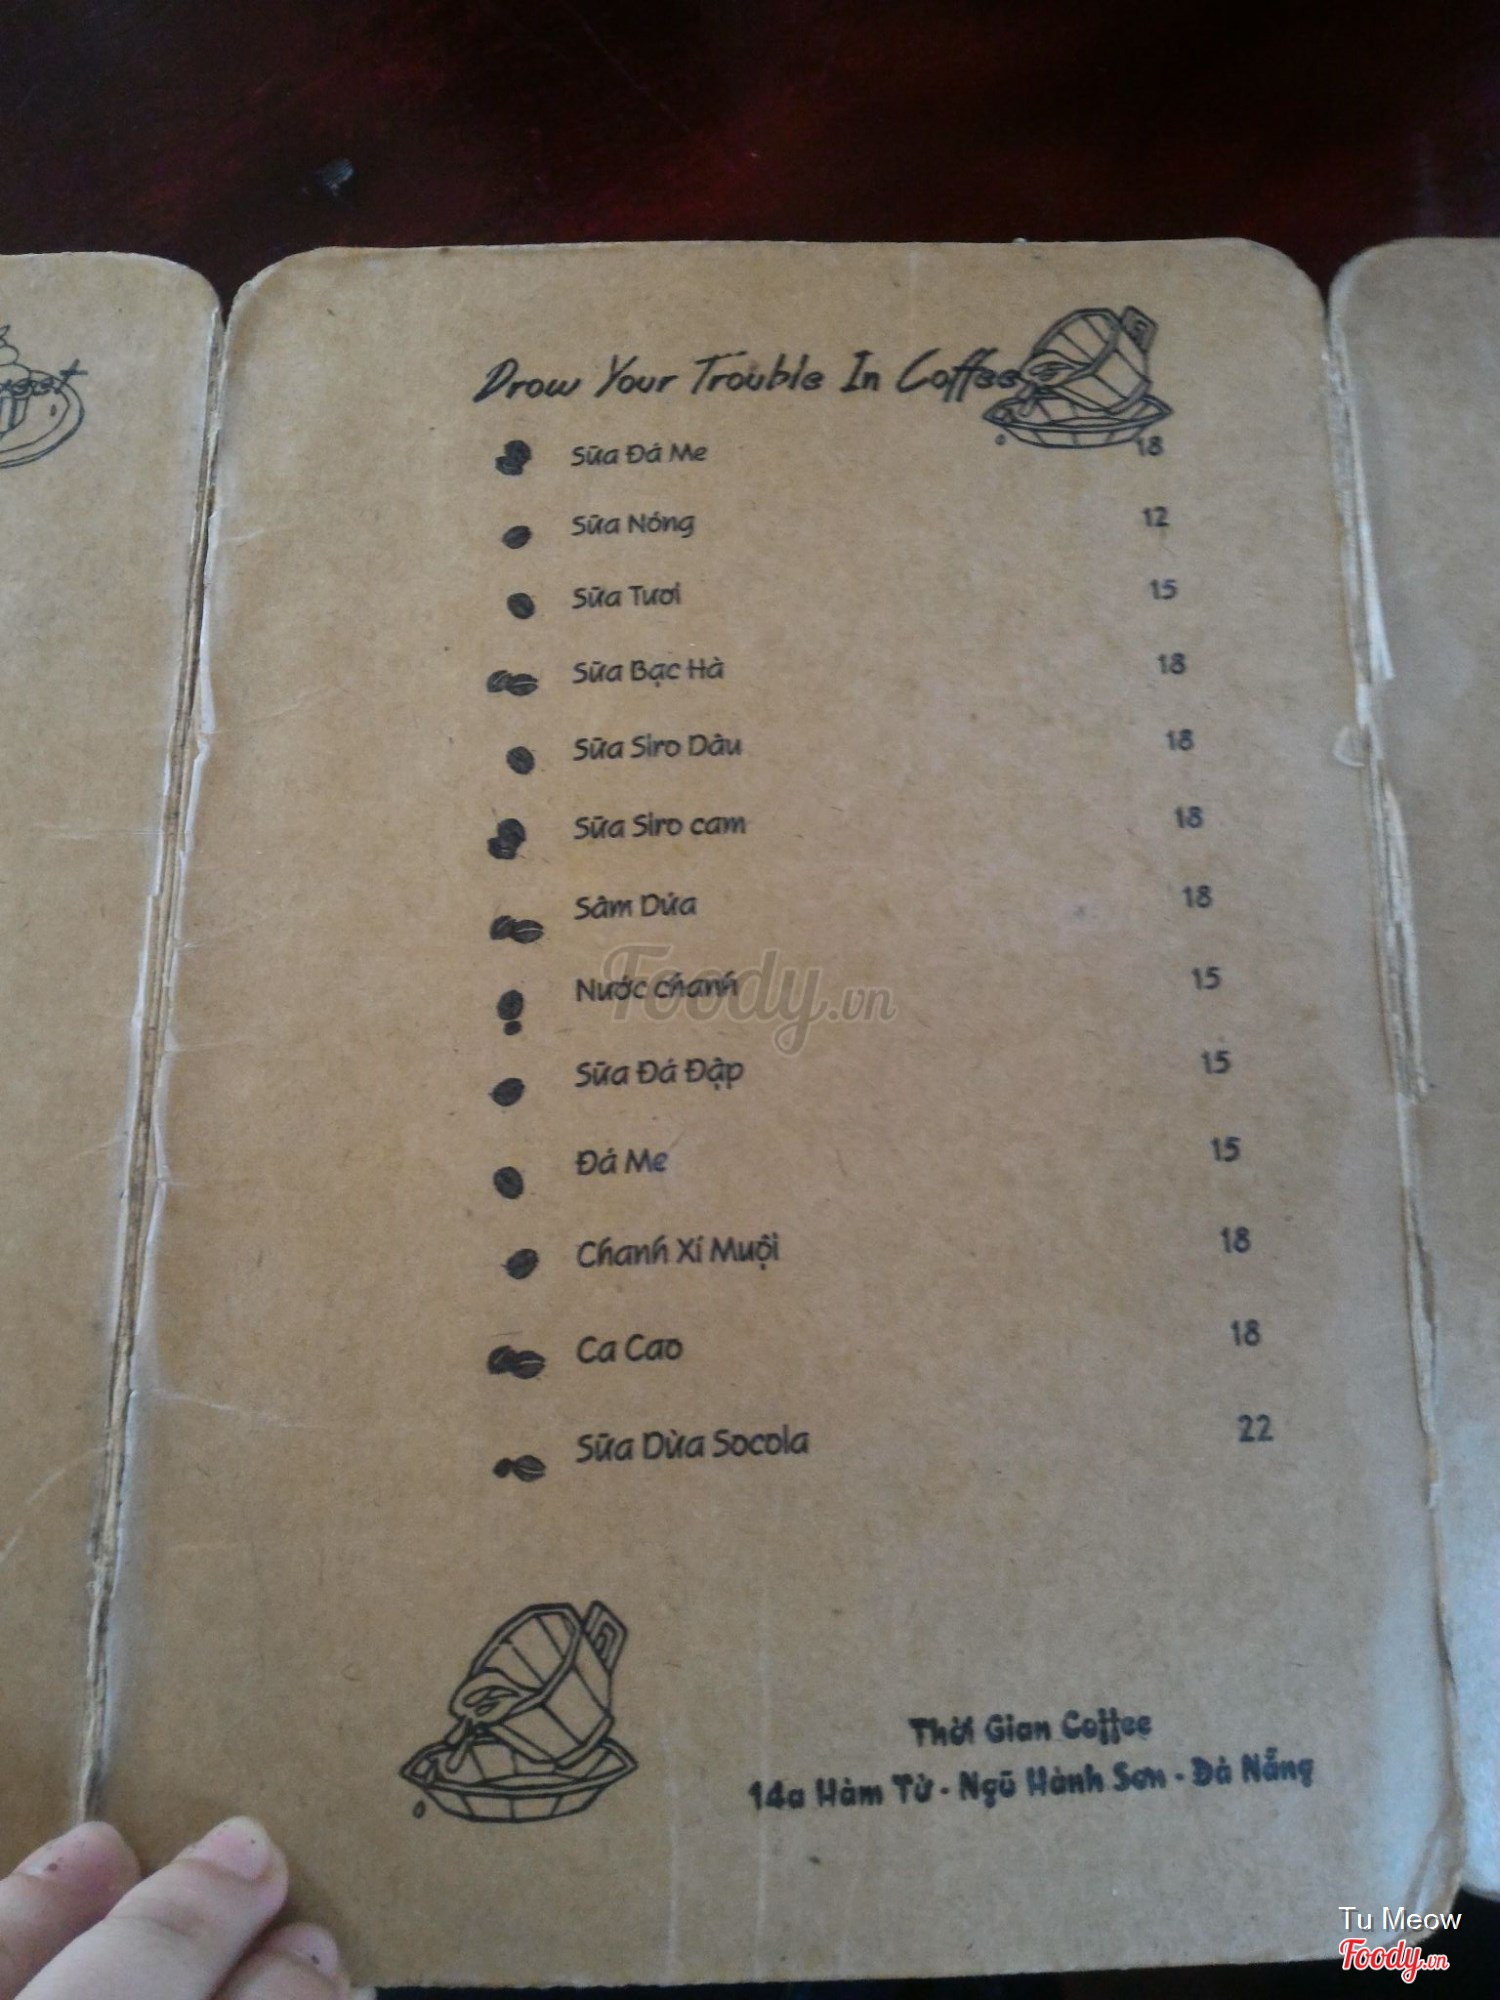 Drow Your Trouble In Coffee
Sữa Đá Me 18
Sữa Nóng 12
Sữa Tươi 15
Sữa Bạc Hà 18
Sữa Siro Dâu 18
Sữa Siro cam 18
Sâm Dứa 18
Foody.vn
Nước chanh 15
Sữa Đá Đập 15
Đá Me 15
Chanh Xí Muội 18
Ca Cao 18
Sữa Dừa Socola 22
Thời Gian Coffee
14a Hàm Tử - Ngũ Hành Sơn - Đà Nẵng
Tu Meow
Foody.vn